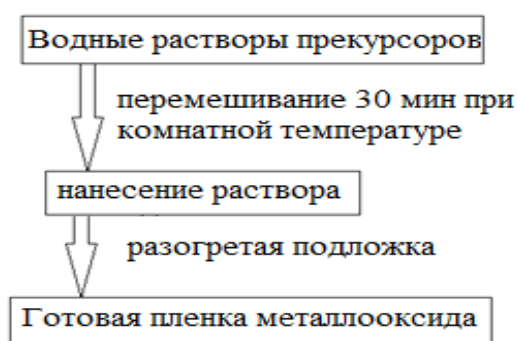 Водные растворы прекурсоров
перемешивание 30 мин при
комнатной температуре
нанесение раствора
разогретая подложка
Готовая пленка металлооксида